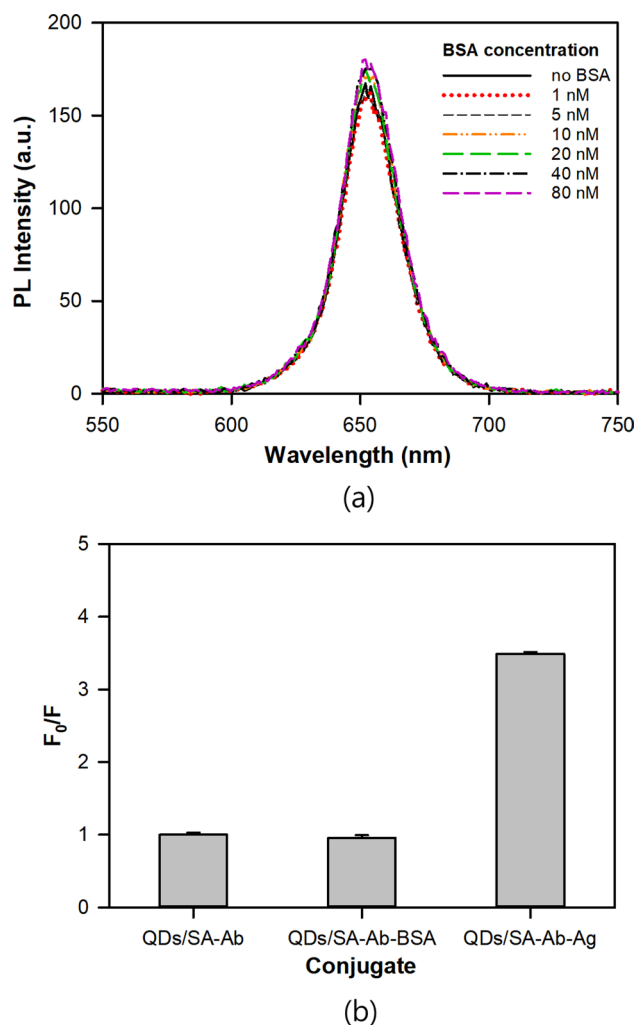 200
150
100
50
0
PL Intensity (a.u.)
BSA concentration
no BSA
1 nM
5 nM
10 nM
20 nM
40 nM
80 nM
550 600 650 700 750
Wavelength (nm)
(a)
5
4
3
2
1
0
F₀/F
QDs/SA-Ab QDs/SA-Ab-BSA QDs/SA-Ab-Ag
Conjugate
(b)